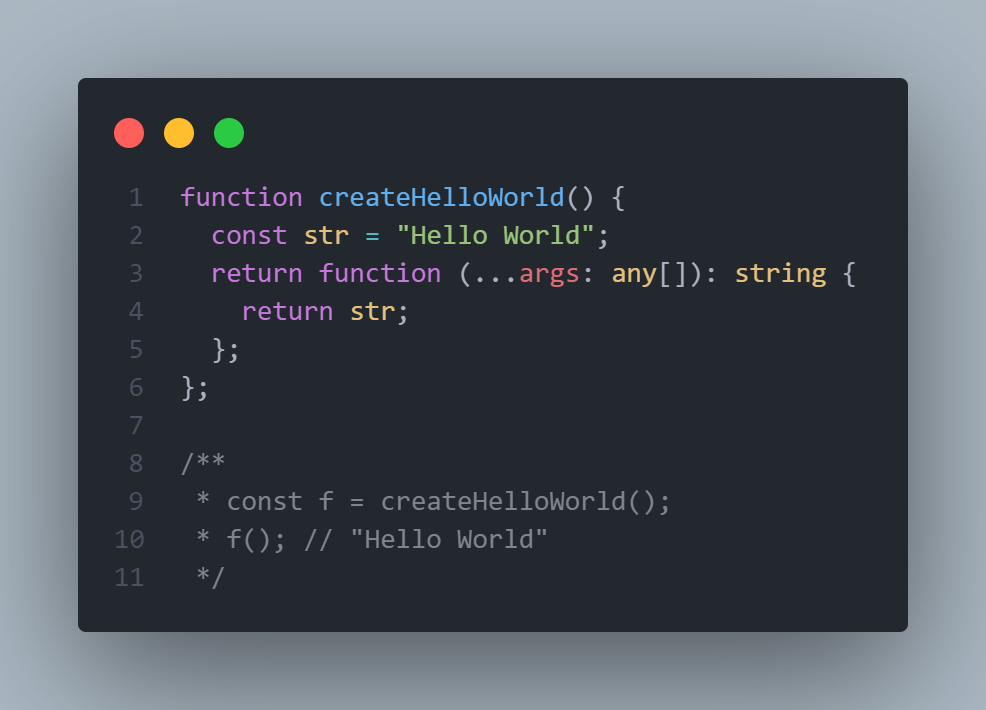 1 function createHelloWorld() {
2   const str = "Hello World";
3   return function (...args: any[]): string {
4     return str;
5   };
6 };
7
8 /**
9  * const f = createHelloWorld();
10  * f(); // "Hello World"
11  */